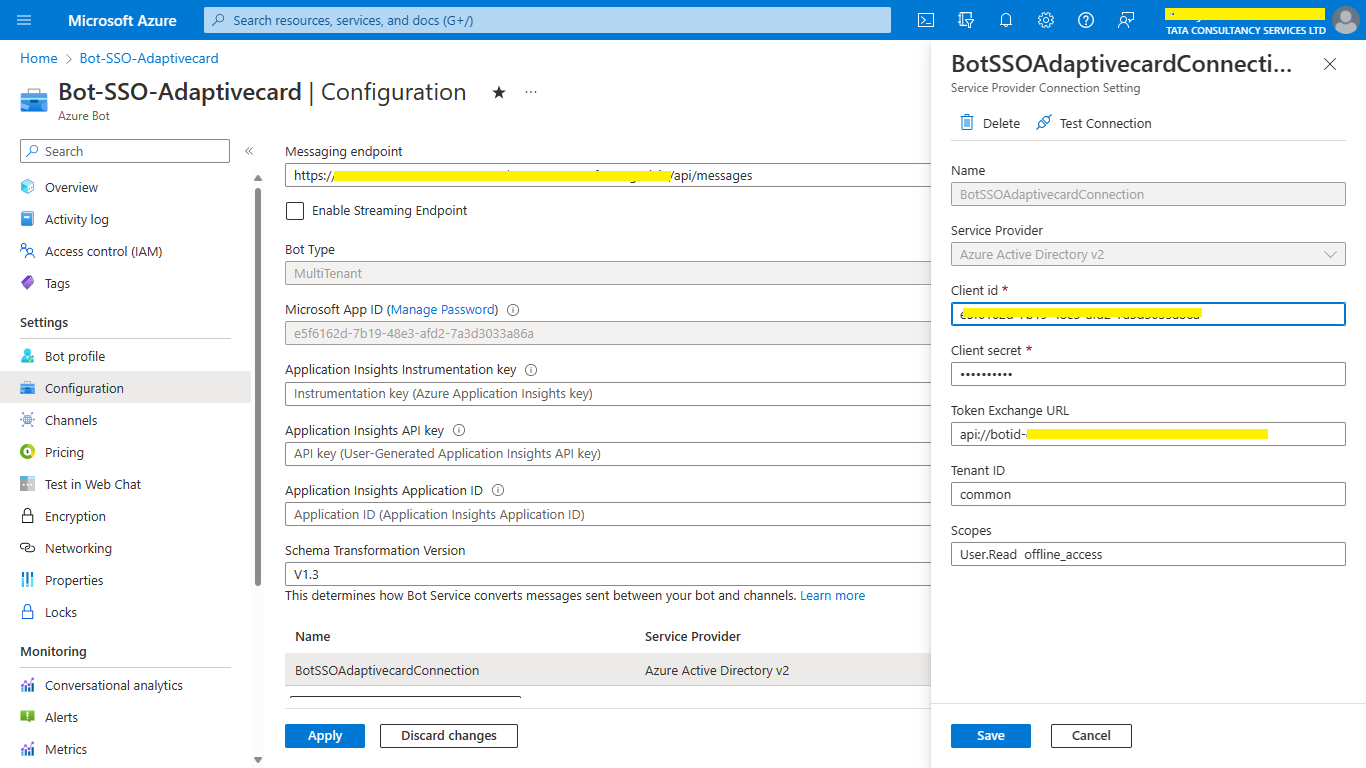 Microsoft Azure
Search resources, services, and docs (G+/)
TATA CONSULTANCY SERVICES LTD
Home > Bot-SSO-Adaptivecard
Bot-SSO-Adaptivecard | Configuration
Azure Bot
Search
Overview
Activity log
Access control (IAM)
Tags
Settings
Bot profile
Configuration
Channels
Pricing
Test in Web Chat
Encryption
Networking
Properties
Locks
Monitoring
Conversational analytics
Alerts
Metrics
Messaging endpoint
https:// /api/messages
Enable Streaming Endpoint
Bot Type
MultiTenant
Microsoft App ID (Manage Password)
e5f6162d-7b19-48e3-afd2-7a3d3033a86a
Application Insights Instrumentation key
Instrumentation key (Azure Application Insights key)
Application Insights API key
API key (User-Generated Application Insights API key)
Application Insights Application ID
Application ID (Application Insights Application ID)
Schema Transformation Version
V1.3
This determines how Bot Service converts messages sent between your bot and channels. Learn more
Name Service Provider
BotSSOAdaptivecardConnection Azure Active Directory v2
Apply Discard changes
BotSSOAdaptivecardConnecti...
Service Provider Connection Setting
Delete Test Connection
Name
BotSSOAdaptivecardConnection
Service Provider
Azure Active Directory v2
Client id *
Client secret *
••••••••••
Token Exchange URL
api://botid-
Tenant ID
common
Scopes
User.Read offline_access
Save Cancel